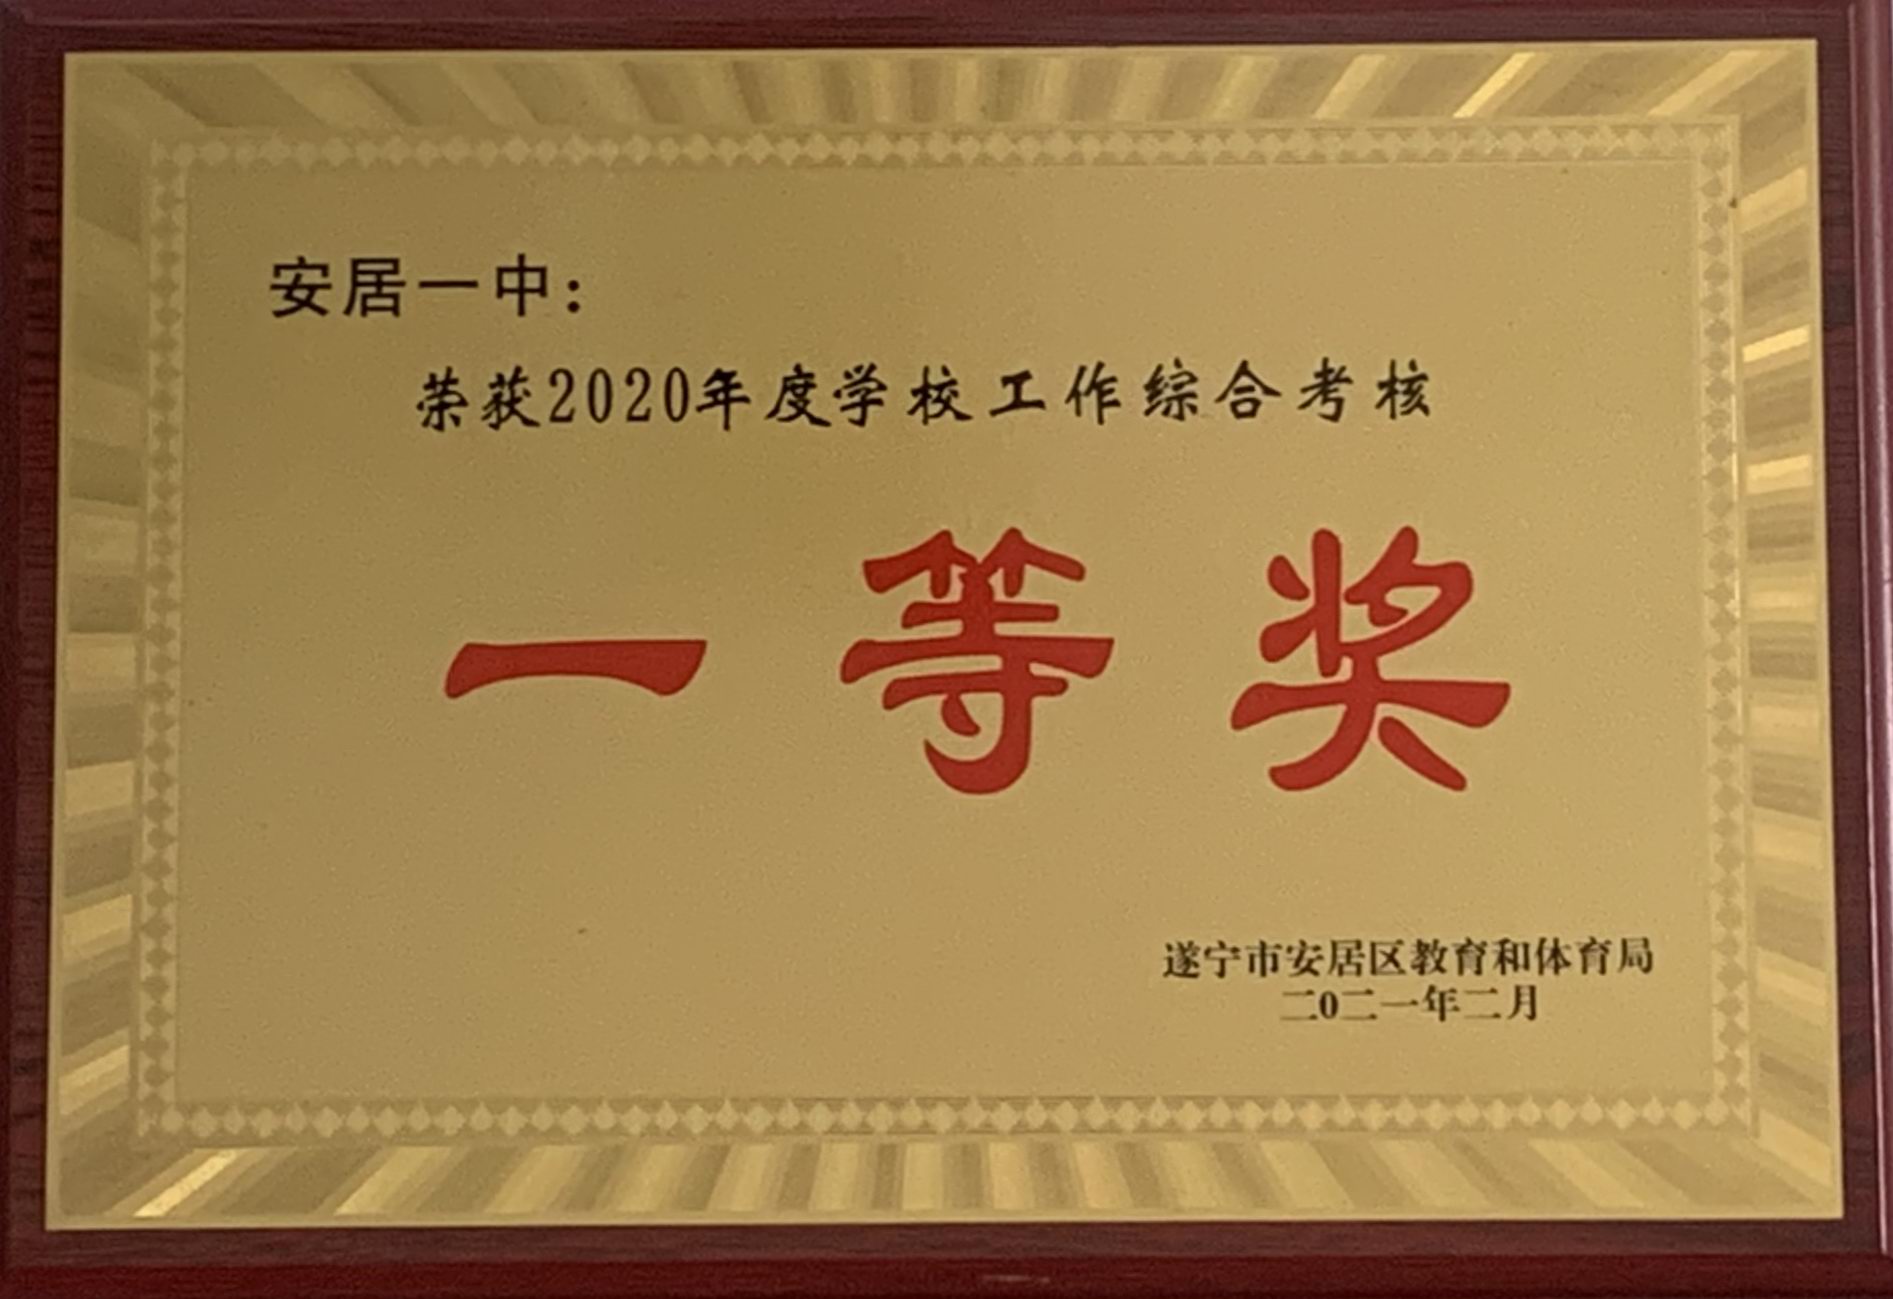 安居一中：
荣获2020年度学校工作综合考核
一等奖
遂宁市安居区教育和体育局
二0二一年二月